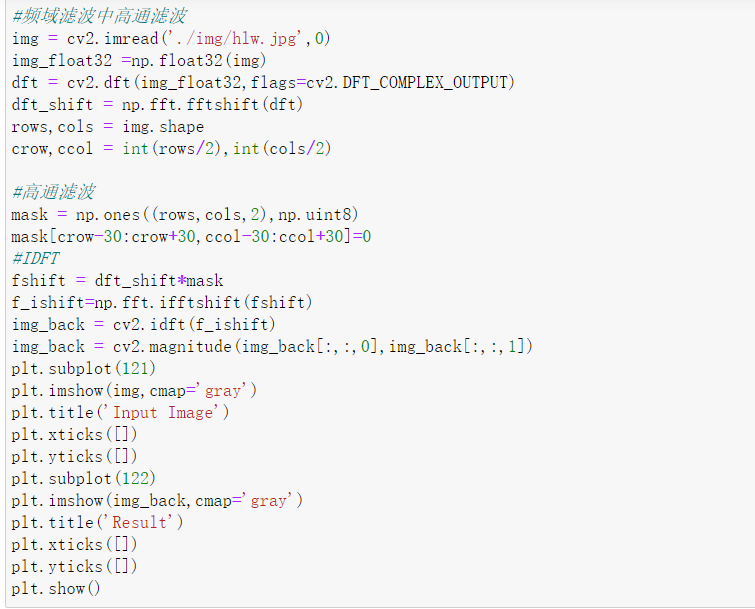 #频域滤波中高通滤波
img = cv2.imread('./img/hlw.jpg',0)
img_float32 =np.float32(img)
dft = cv2.dft(img_float32,flags=cv2.DFT_COMPLEX_OUTPUT)
dft_shift = np.fft.fftshift(dft)
rows,cols = img.shape
crow,ccol = int(rows/2),int(cols/2)
#高通滤波
mask = np.ones((rows,cols,2),np.uint8)
mask[crow-30:crow+30,ccol-30:ccol+30]=0
#IDFT
fshift = dft_shift*mask
f_ishift=np.fft.ifftshift(fshift)
img_back = cv2.idft(f_ishift)
img_back = cv2.magnitude(img_back[:,:,0],img_back[:,:,1])
plt.subplot(121)
plt.imshow(img,cmap='gray')
plt.title('Input Image')
plt.xticks([])
plt.yticks([])
plt.subplot(122)
plt.imshow(img_back,cmap='gray')
plt.title('Result')
plt.xticks([])
plt.yticks([])
plt.show()